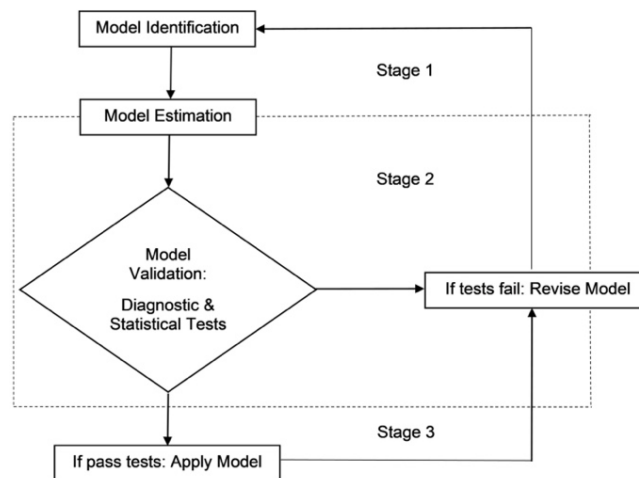 Model Identification
Stage 1
Model Estimation
Stage 2
Model
Validation:
Diagnostic &
Statistical Tests
If tests fail: Revise Model
Stage 3
If pass tests: Apply Model